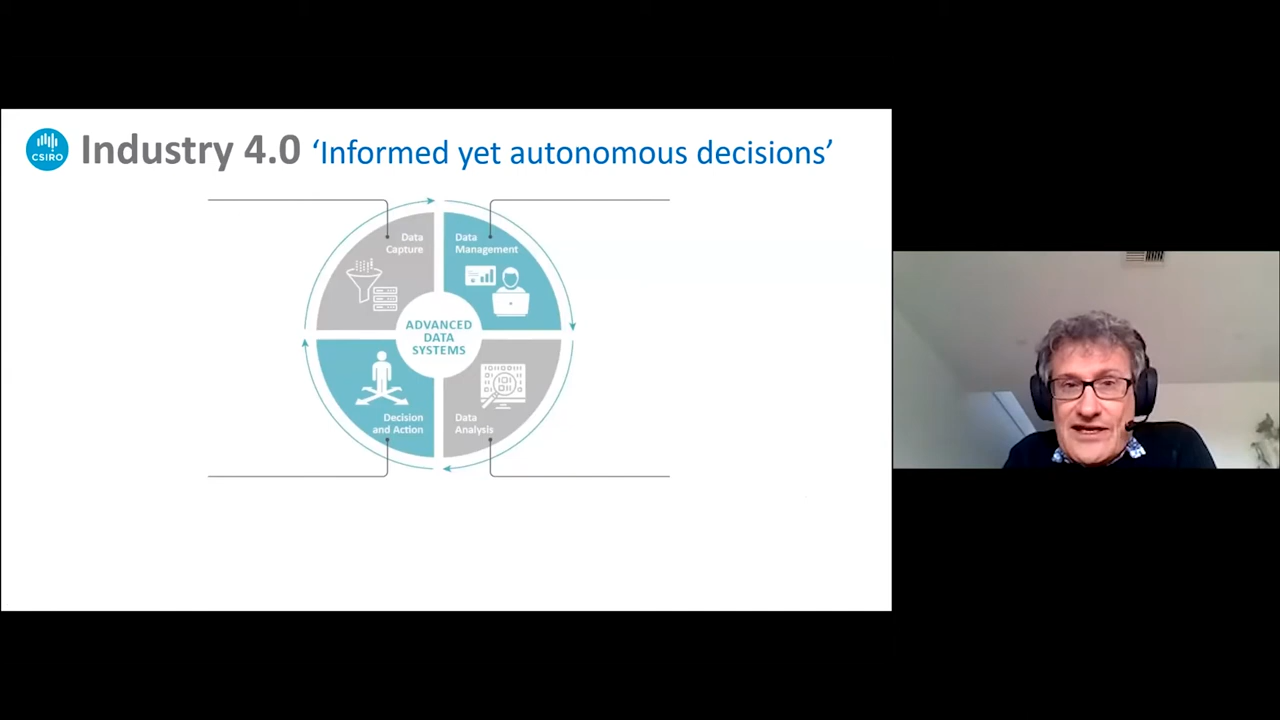 CSIRO
Industry 4.0 ‘Informed yet autonomous decisions’
Data
Capture
Data
Management
ADVANCED
DATA
SYSTEMS
Decision
and Action
Data
Analysis